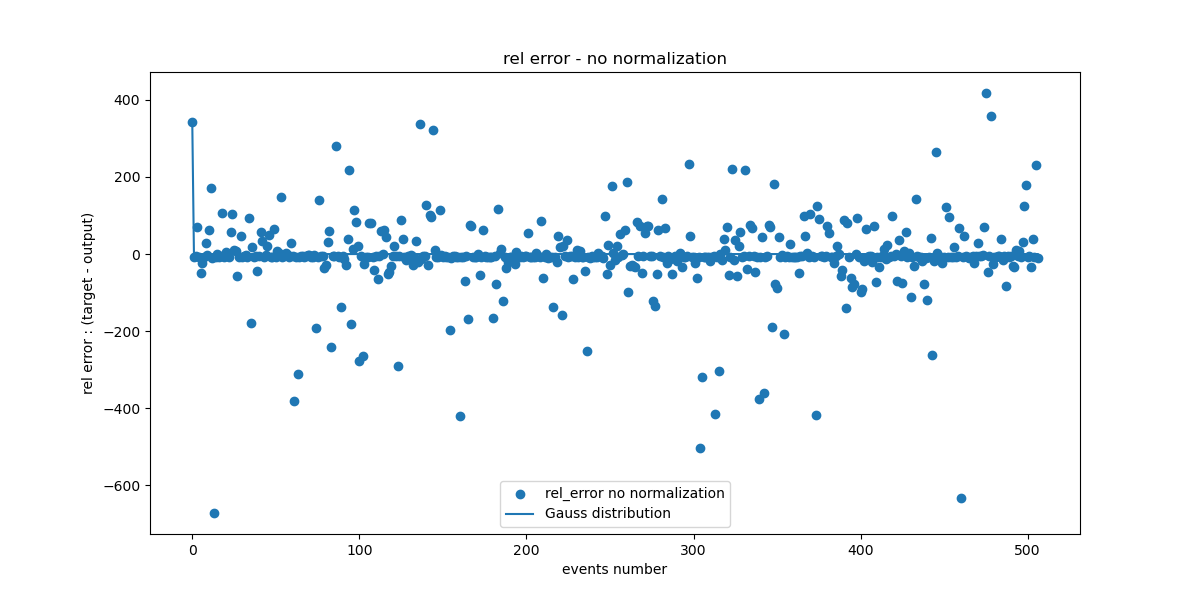 rel error - no normalization
rel error : (target - output)
400
200
0
−200
−400
−600
rel_error no normalization
Gauss distribution
0 100 200 300 400 500
events number